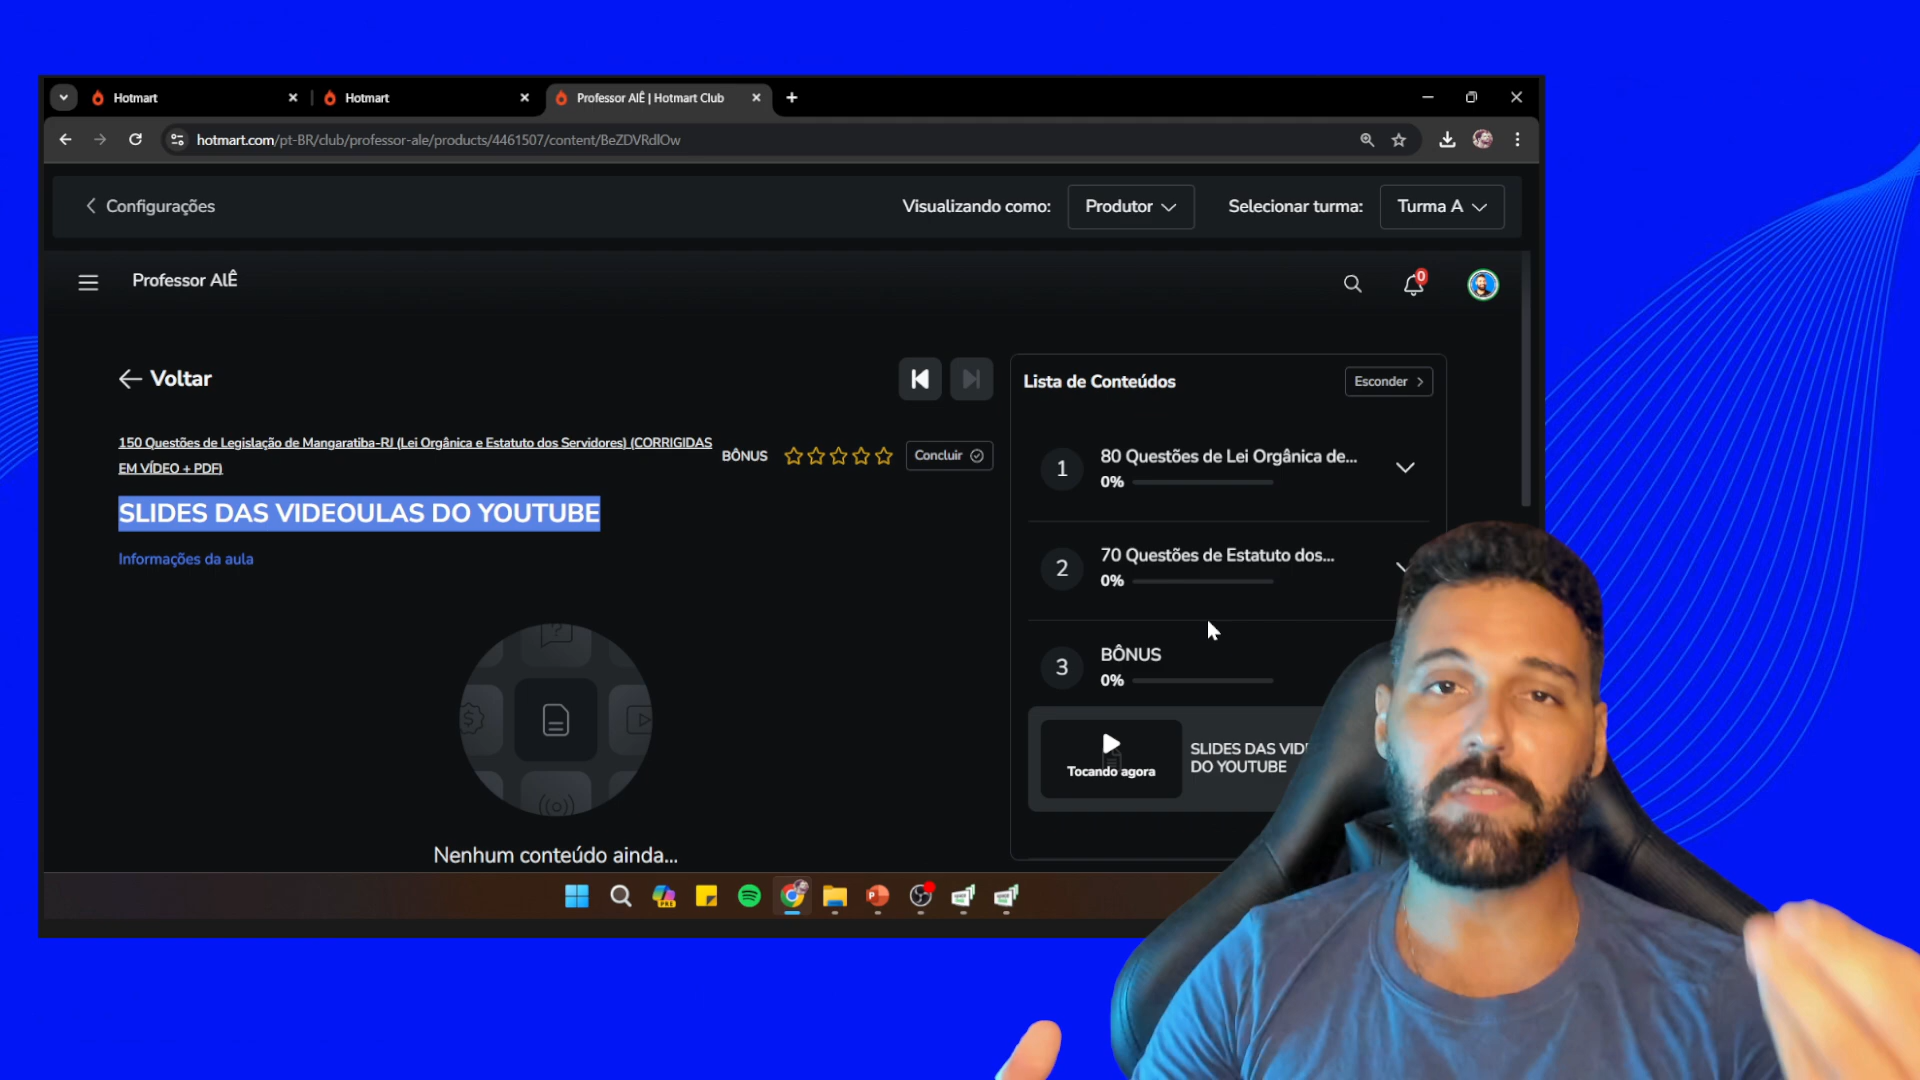 Hotmart
Hotmart
Professor AlÊ | Hotmart Club
hotmart.com/pt-BR/club/professor-ale/products/4461507/content/BeZDVRdlOw
Configurações
Visualizando como:
Produtor
Selecionar turma:
Turma A
Professor AlÊ
0
Voltar
150 Questões de Legislação de Mangaratiba-RJ (Lei Orgânica e Estatuto dos Servidores) (CORRIGIDAS
EM VÍDEO + PDF)
BÔNUS
Concluir
SLIDES DAS VIDEOULAS DO YOUTUBE
Informações da aula
Nenhum conteúdo ainda...
Lista de Conteúdos
Esconder
1
80 Questões de Lei Orgânica de...
0%
2
70 Questões de Estatuto dos...
0%
3
BÔNUS
0%
Tocando agora
SLIDES DAS VID
DO YOUTUBE